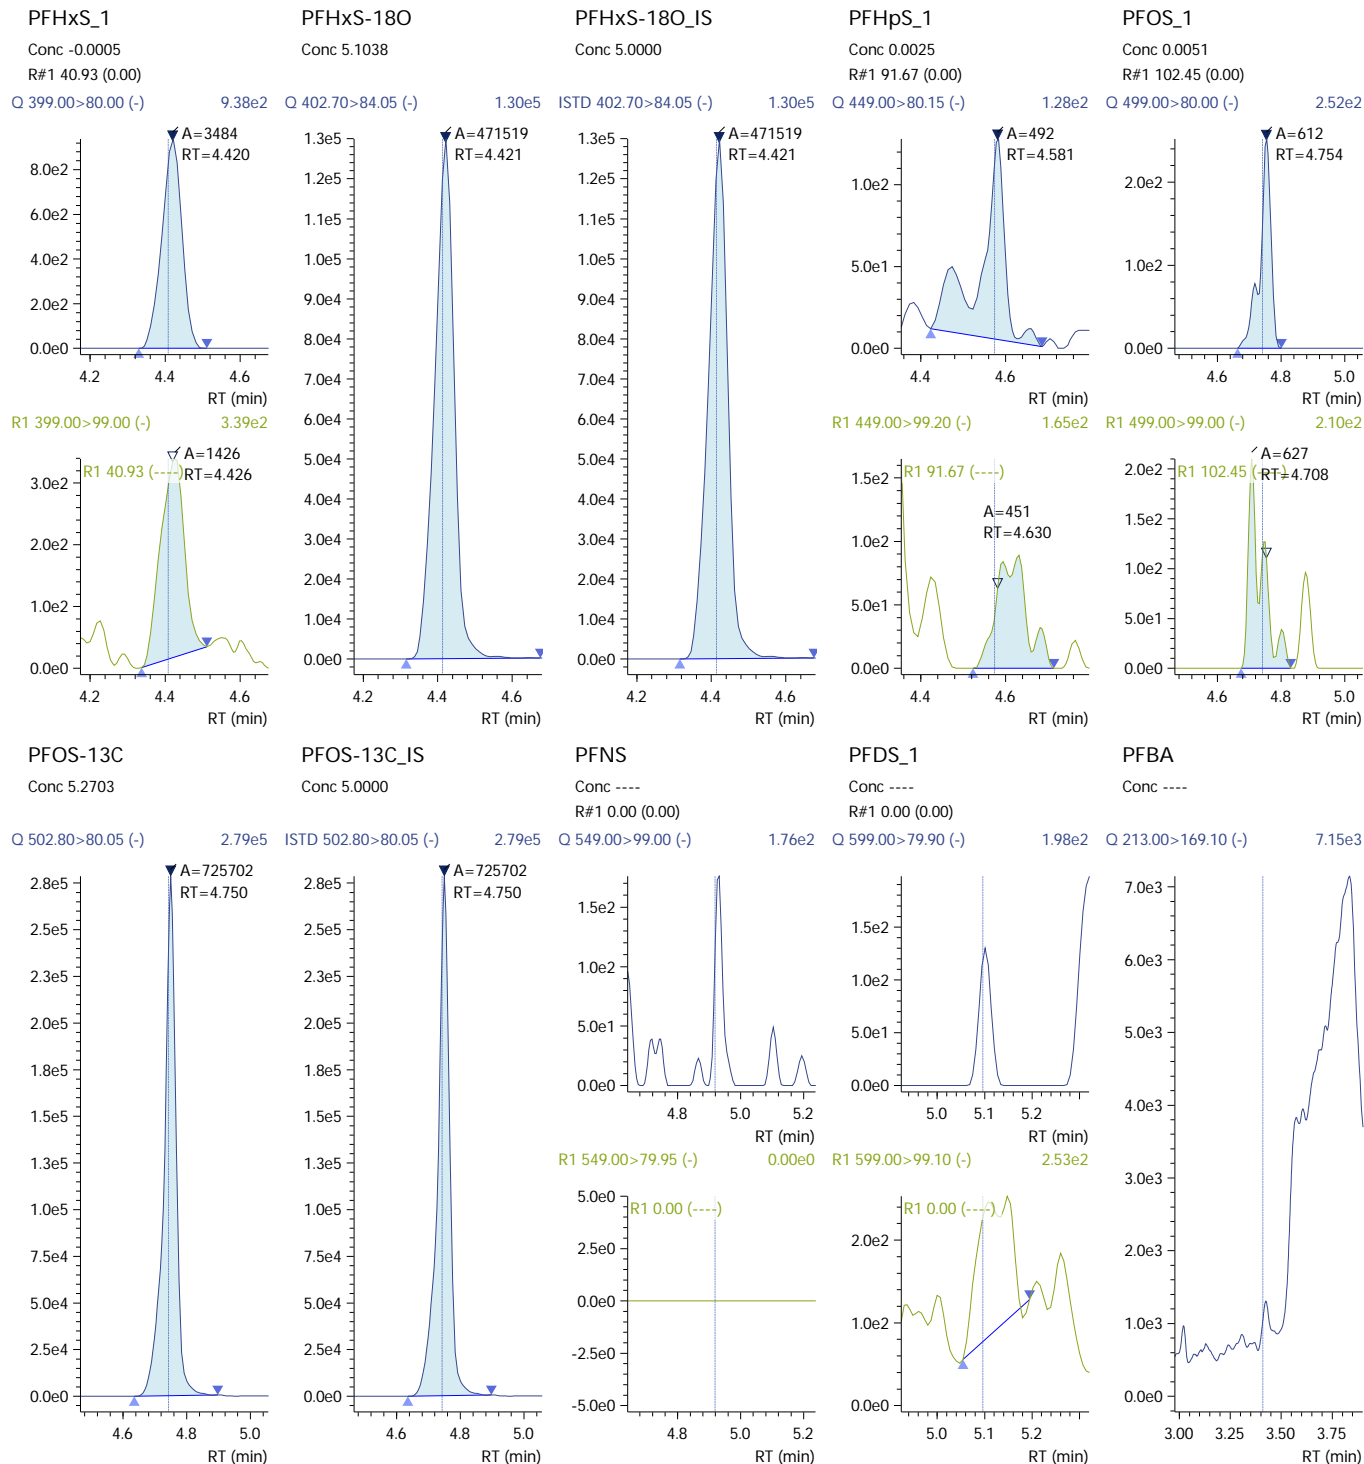 PFHxS_1
Conc -0.0005
R#1 40.93 (0.00)
Q 399.00>80.00 (-) 9.38e2
A=3484
RT=4.420
8.0e2
6.0e2
4.0e2
2.0e2
0.0e0
4.2 4.4 4.6
RT (min)
R1 399.00>99.00 (-) 3.39e2
R1 40.93 (----)
A=1426
RT=4.426
3.0e2
2.0e2
1.0e2
0.0e0
4.2 4.4 4.6
RT (min)
PFHxS-18O
Conc 5.1038
Q 402.70>84.05 (-) 1.30e5
A=471519
RT=4.421
1.3e5
1.2e5
1.1e5
1.0e5
9.0e4
8.0e4
7.0e4
6.0e4
5.0e4
4.0e4
3.0e4
2.0e4
1.0e4
0.0e0
4.2 4.4 4.6
RT (min)
PFHxS-18O_IS
Conc 5.0000
ISTD 402.70>84.05 (-) 1.30e5
A=471519
RT=4.421
1.3e5
1.2e5
1.1e5
1.0e5
9.0e4
8.0e4
7.0e4
6.0e4
5.0e4
4.0e4
3.0e4
2.0e4
1.0e4
0.0e0
4.2 4.4 4.6
RT (min)
PFHpS_1
Conc 0.0025
R#1 91.67 (0.00)
Q 449.00>80.15 (-) 1.28e2
A=492
RT=4.581
1.0e2
5.0e1
0.0e0
4.4 4.6
RT (min)
R1 449.00>99.20 (-) 1.65e2
R1 91.67 (----)
A=451
RT=4.630
1.5e2
1.0e2
5.0e1
0.0e0
4.4 4.6
RT (min)
PFOS_1
Conc 0.0051
R#1 102.45 (0.00)
Q 499.00>80.00 (-) 2.52e2
A=612
RT=4.754
2.0e2
1.0e2
0.0e0
4.6 4.8 5.0
RT (min)
R1 499.00>99.00 (-) 2.10e2
R1 102.45 (----)
A=627
RT=4.708
2.0e2
1.5e2
1.0e2
5.0e1
0.0e0
4.6 4.8 5.0
RT (min)
PFOS-13C
Conc 5.2703
Q 502.80>80.05 (-) 2.79e5
A=725702
RT=4.750
2.8e5
2.5e5
2.3e5
2.0e5
1.8e5
1.5e5
1.3e5
1.0e5
7.5e4
5.0e4
2.5e4
0.0e0
4.6 4.8 5.0
RT (min)
PFOS-13C_IS
Conc 5.0000
ISTD 502.80>80.05 (-) 2.79e5
A=725702
RT=4.750
2.8e5
2.5e5
2.3e5
2.0e5
1.8e5
1.5e5
1.3e5
1.0e5
7.5e4
5.0e4
2.5e4
0.0e0
4.6 4.8 5.0
RT (min)
PFNS
Conc ----
R#1 0.00 (0.00)
Q 549.00>99.00 (-) 1.76e2
1.5e2
1.0e2
5.0e1
0.0e0
4.8 5.0 5.2
RT (min)
R1 549.00>79.95 (-) 0.00e0
R1 0.00 (----)
5.0e0
2.5e0
0.0e0
-2.5e0
-5.0e0
4.8 5.0 5.2
RT (min)
PFDS_1
Conc ----
R#1 0.00 (0.00)
Q 599.00>79.90 (-) 1.98e2
1.5e2
1.0e2
5.0e1
0.0e0
5.0 5.1 5.2
RT (min)
R1 599.00>99.10 (-) 2.53e2
R1 0.00 (----)
2.0e2
1.0e2
0.0e0
5.0 5.1 5.2
RT (min)
PFBA
Conc ----
Q 213.00>169.10 (-) 7.15e3
7.0e3
6.0e3
5.0e3
4.0e3
3.0e3
2.0e3
1.0e3
0.0e0
3.00 3.25 3.50 3.75
RT (min)